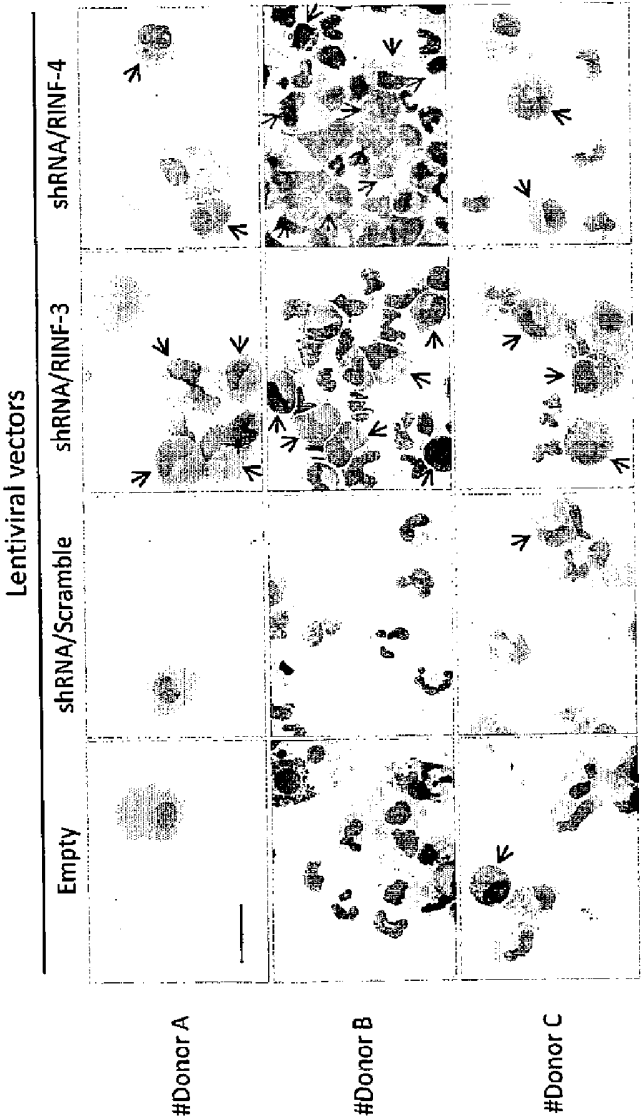 Lentiviral vectors
Empty shRNA/Scramble shRNA/RINF-3 shRNA/RINF-4
#Donor A
#Donor B
#Donor C